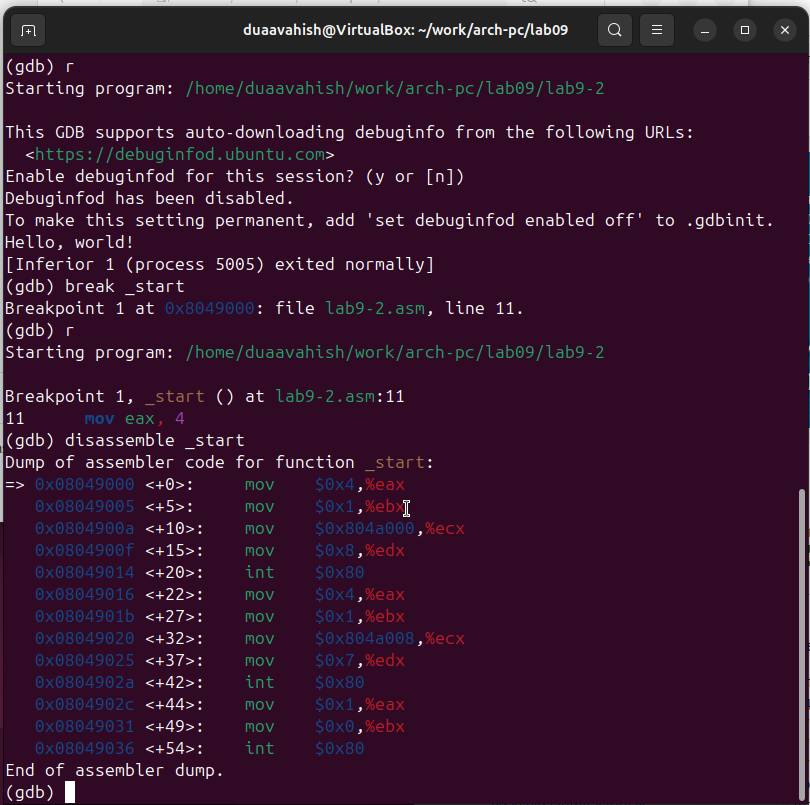 duaavahish@VirtualBox: ~/work/arch-pc/lab09
(gdb) r
Starting program: /home/duaavahish/work/arch-pc/lab09/lab9-2

This GDB supports auto-downloading debuginfo from the following URLs:
  <https://debuginfod.ubuntu.com>
Enable debuginfod for this session? (y or [n])
Debuginfod has been disabled.
To make this setting permanent, add 'set debuginfod enabled off' to .gdbinit.
Hello, world!
[Inferior 1 (process 5005) exited normally]
(gdb) break _start
Breakpoint 1 at 0x8049000: file lab9-2.asm, line 11.
(gdb) r
Starting program: /home/duaavahish/work/arch-pc/lab09/lab9-2

Breakpoint 1, _start () at lab9-2.asm:11
11      mov eax, 4
(gdb) disassemble _start
Dump of assembler code for function _start:
=> 0x08049000 <+0>:     mov    $0x4,%eax
   0x08049005 <+5>:     mov    $0x1,%ebx
   0x0804900a <+10>:    mov    $0x804a000,%ecx
   0x0804900f <+15>:    mov    $0x8,%edx
   0x08049014 <+20>:    int    $0x80
   0x08049016 <+22>:    mov    $0x4,%eax
   0x0804901b <+27>:    mov    $0x1,%ebx
   0x08049020 <+32>:    mov    $0x804a008,%ecx
   0x08049025 <+37>:    mov    $0x7,%edx
   0x0804902a <+42>:    int    $0x80
   0x0804902c <+44>:    mov    $0x1,%eax
   0x08049031 <+49>:    mov    $0x0,%ebx
   0x08049036 <+54>:    int    $0x80
End of assembler dump.
(gdb)